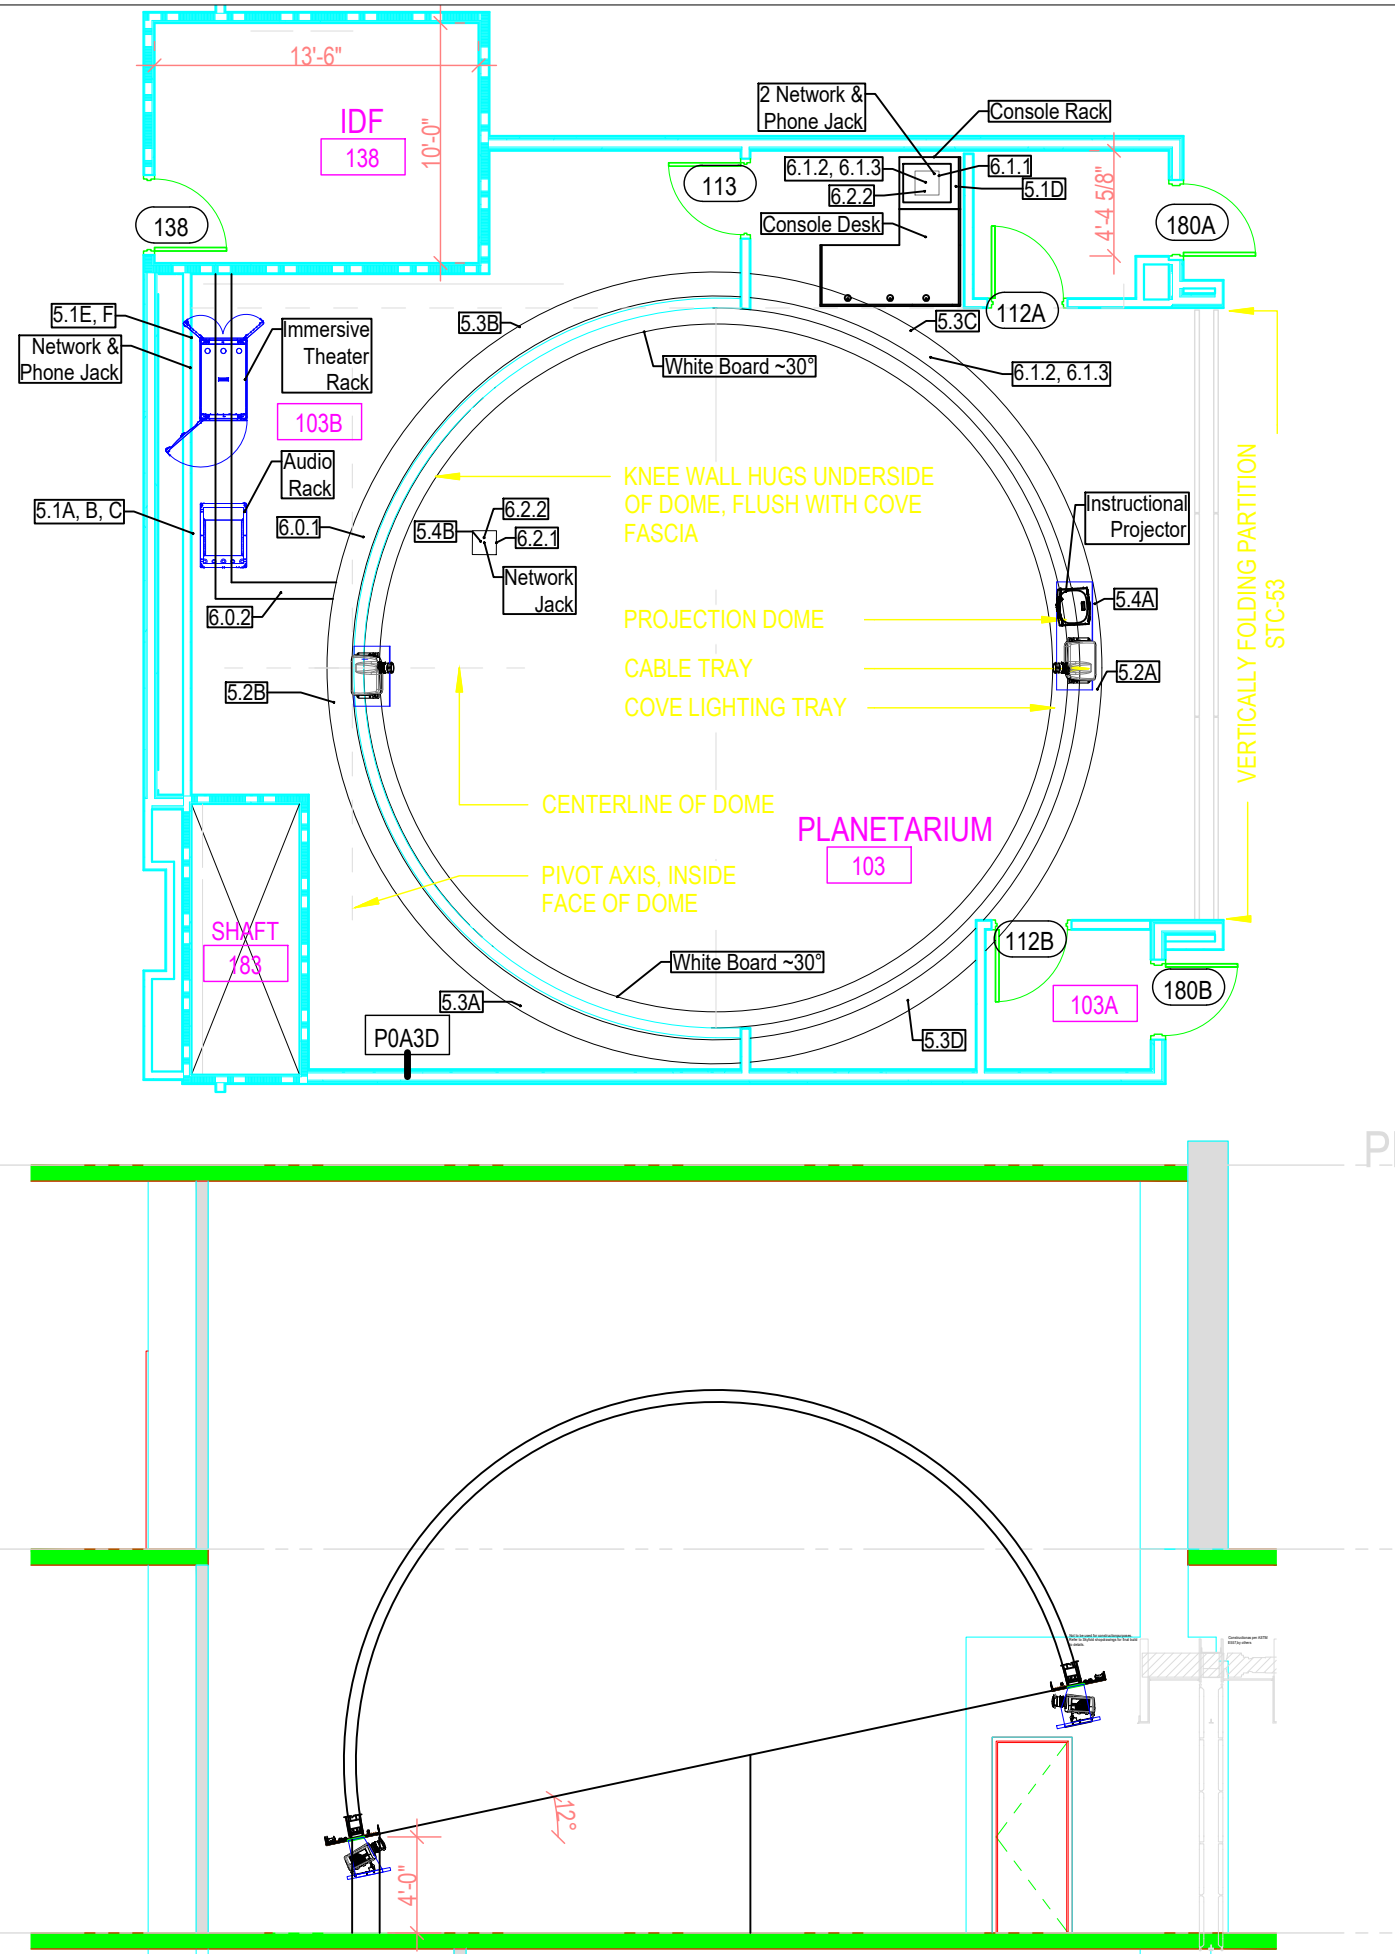 13'-6"
IDF
138
10'-0"
138
2 Network &
Phone Jack
Console Rack
113
6.1.2, 6.1.3
6.1.1
6.2.2
5.1D
Console Desk
4'-4 5/8"
180A
112A
5.1E, F
Network &
Phone Jack
Immersive
Theater
Rack
5.3B
5.3C
White Board ~30°
6.1.2, 6.1.3
103B
Audio
Rack
5.1A, B, C
6.0.1
KNEE WALL HUGS UNDERSIDE
OF DOME, FLUSH WITH COVE
FASCIA
Instructional
Projector
5.4B
6.2.2
6.2.1
Network
Jack
VERTICALLY FOLDING PARTITION
STC-53
6.0.2
PROJECTION DOME
5.4A
CABLE TRAY
5.2A
5.2B
COVE LIGHTING TRAY
CENTERLINE OF DOME
PLANETARIUM
103
PIVOT AXIS, INSIDE
FACE OF DOME
SHAFT
183
112B
White Board ~30°
5.3A
103A
180B
P0A3D
5.3D
Pl
12°
4'-0"